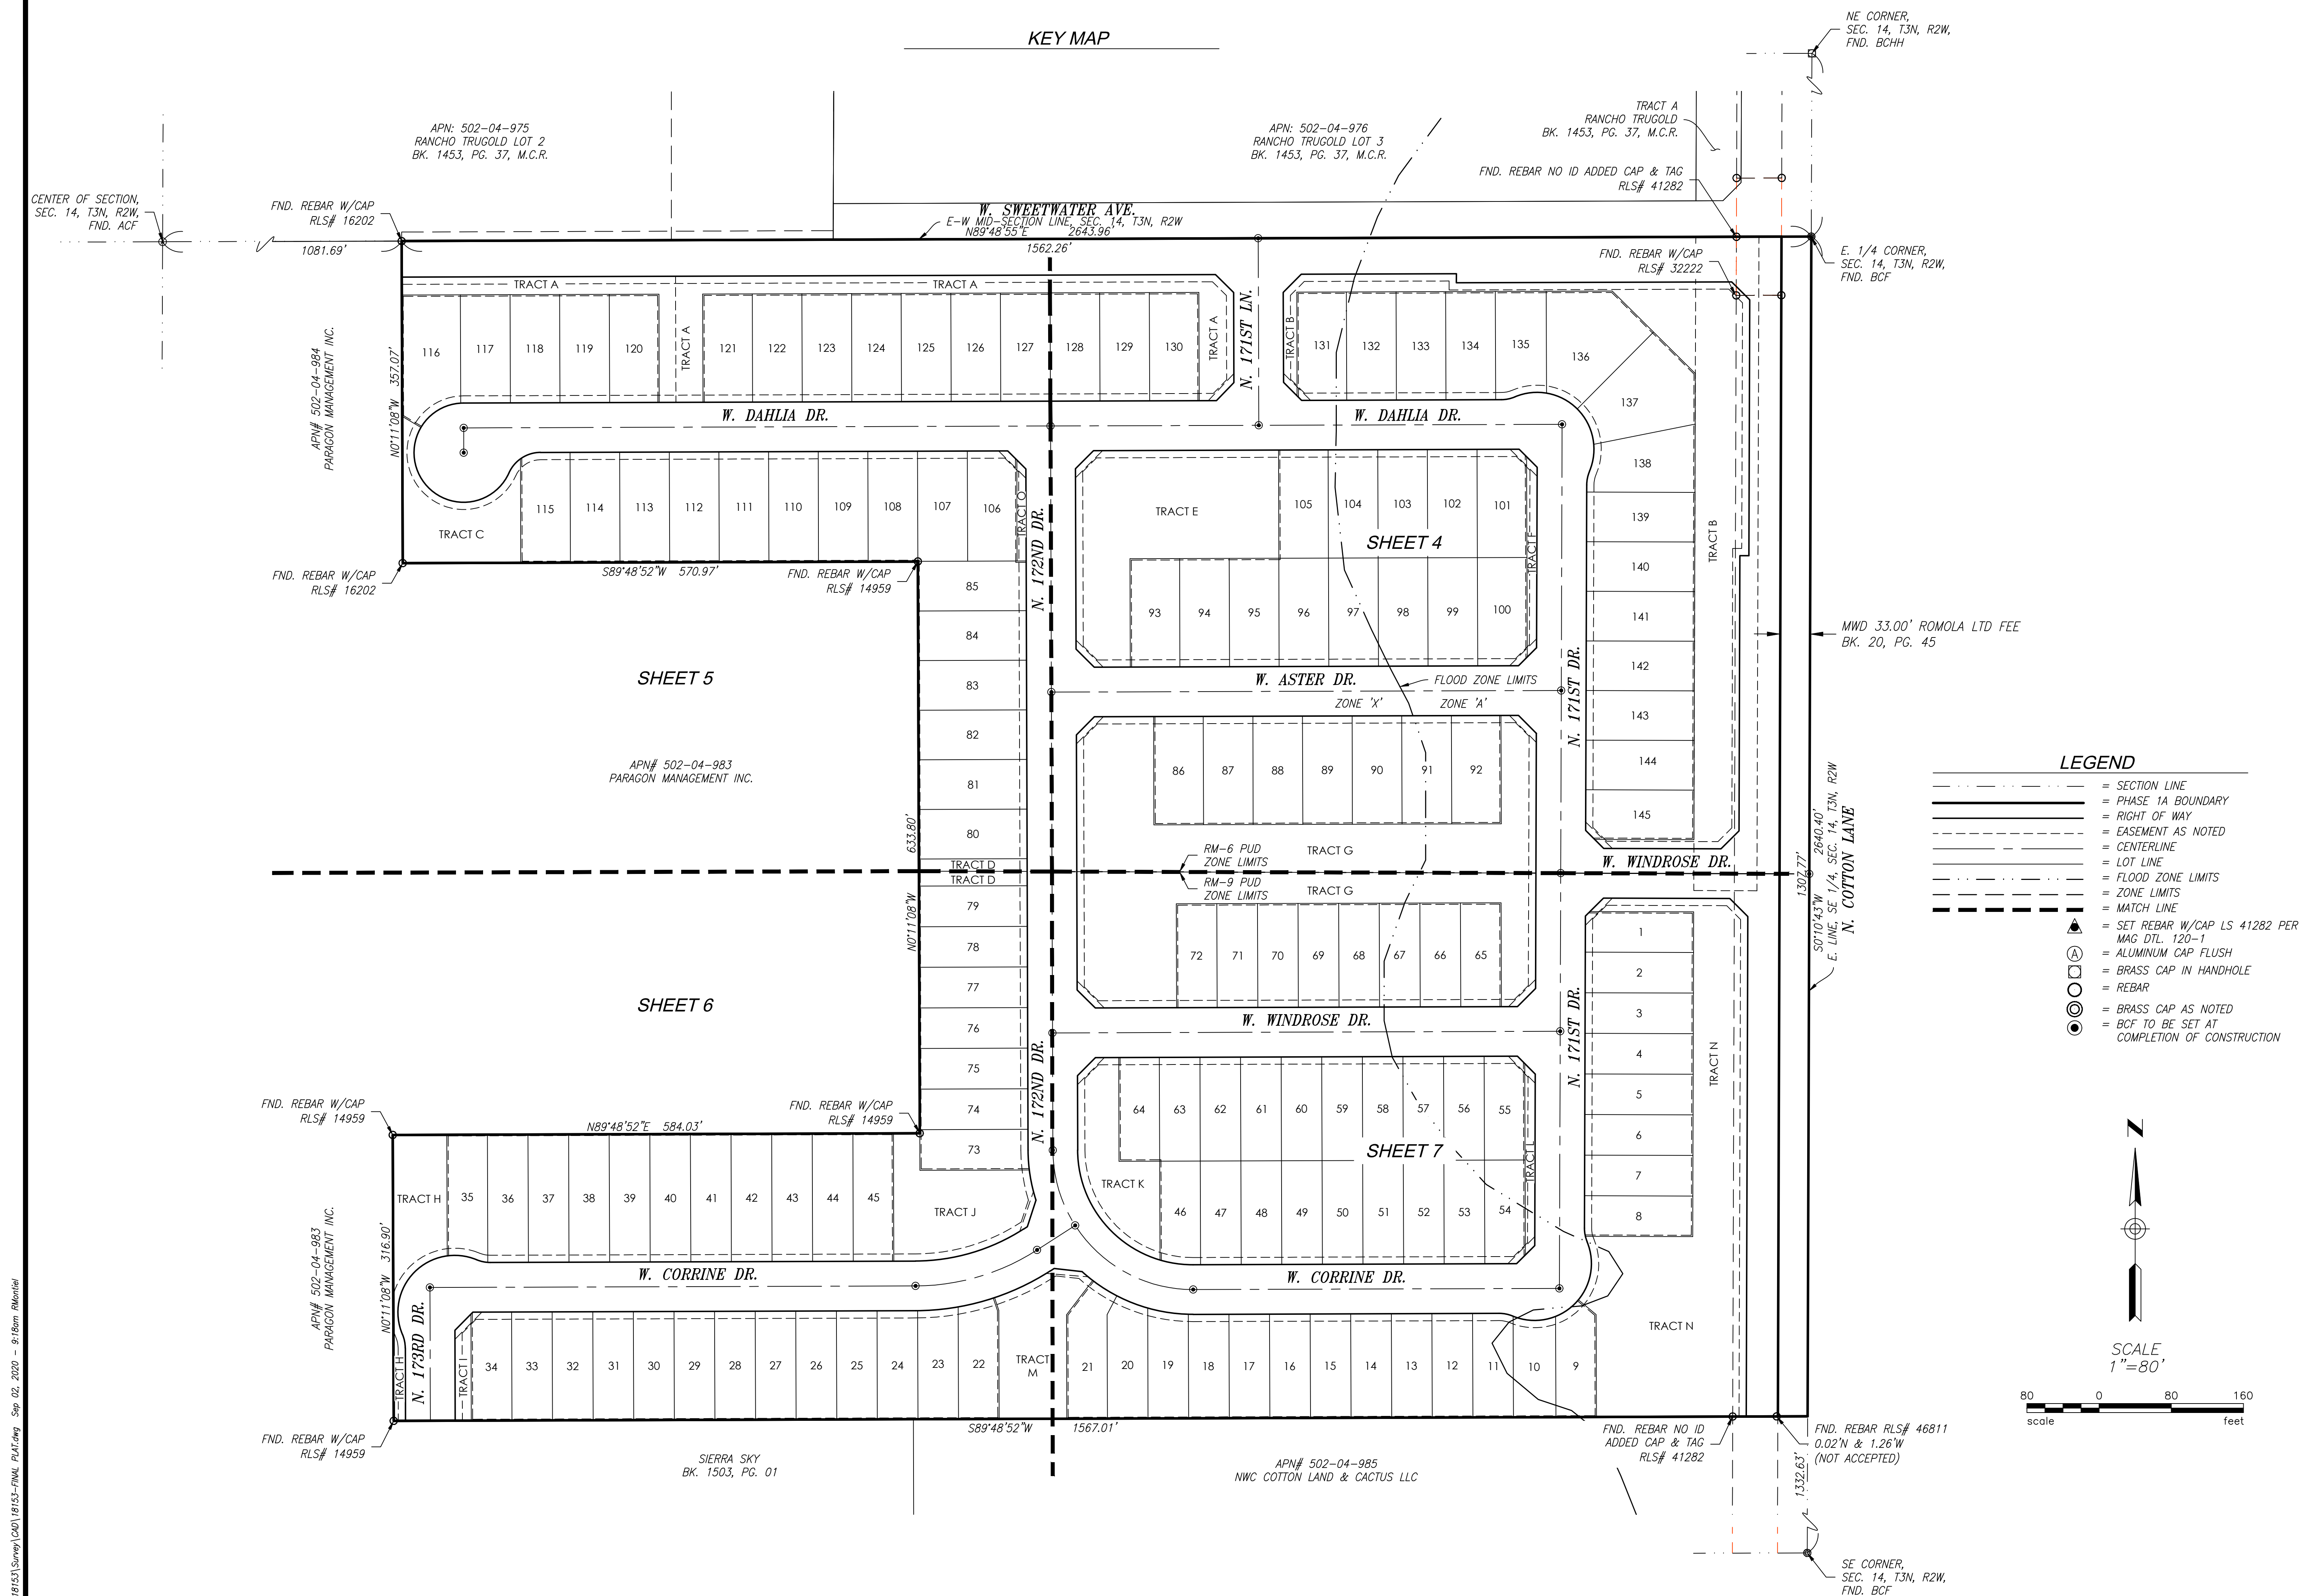 KEY MAP
NE CORNER,
SEC. 14, T3N, R2W,
FND. BCHH
TRACT A
RANCHO TRUGOLD
BK. 1453, PG. 37, M.C.R.
APN: 502-04-975
RANCHO TRUGOLD LOT 2
BK. 1453, PG. 37, M.C.R.
APN: 502-04-976
RANCHO TRUGOLD LOT 3
BK. 1453, PG. 37, M.C.R.
FND. REBAR NO ID ADDED CAP & TAG
RLS# 41282
CENTER OF SECTION,
SEC. 14, T3N, R2W,
FND. ACF
FND. REBAR W/CAP
RLS# 16202
W. SWEETWATER AVE.
E-W MID-SECTION LINE, SEC. 14, T3N, R2W
N89°48'55"E 2643.96'
1081.69'
1562.26'
FND. REBAR W/CAP
RLS# 32222
E. 1/4 CORNER,
SEC. 14, T3N, R2W,
FND. BCF
TRACT A
TRACT A
APN# 502-04-984
PARAGON MANAGEMENT INC.
N0°11'08"W 357.07'
116 117 118 119 120
TRACT A
121 122 123 124 125 126 127 128 129 130
TRACT A
N. 171ST LN.
TRACT B
131 132 133 134 135 136
137
138
139
140
141
142
143
144
145
TRACT B
W. DAHLIA DR.
W. DAHLIA DR.
TRACT C
115 114 113 112 111 110 109 108 107 106
TRACT O
N. 172ND DR.
TRACT E
105 104 103 102 101
SHEET 4
TRACT F
93 94 95 96 97 98 99 100
FND. REBAR W/CAP
RLS# 16202
S89°48'52"W 570.97'
FND. REBAR W/CAP
RLS# 14959
85
84
83
82
81
80
TRACT D
TRACT D
79
78
77
76
75
74
73
MWD 33.00' ROMOLA LTD FEE
BK. 20, PG. 45
SHEET 5
W. ASTER DR.
FLOOD ZONE LIMITS
ZONE 'X' ZONE 'A'
N. 171ST DR.
APN# 502-04-983
PARAGON MANAGEMENT INC.
86 87 88 89 90 91 92
633.80'
N0°11'08"W
RM-6 PUD
ZONE LIMITS
RM-9 PUD
ZONE LIMITS
TRACT G
TRACT G
W. WINDROSE DR.
1307.77'
S0°10'43"W 2640.40'
E. LINE, SE 1/4, SEC. 14, T3N, R2W
N. COTTON LANE
LEGEND
= SECTION LINE
= PHASE 1A BOUNDARY
= RIGHT OF WAY
= EASEMENT AS NOTED
= CENTERLINE
= LOT LINE
= FLOOD ZONE LIMITS
= ZONE LIMITS
= MATCH LINE
= SET REBAR W/CAP LS 41282 PER
MAG DTL. 120-1
A = ALUMINUM CAP FLUSH
= BRASS CAP IN HANDHOLE
= REBAR
= BRASS CAP AS NOTED
= BCF TO BE SET AT
COMPLETION OF CONSTRUCTION
72 71 70 69 68 67 66 65
SHEET 6
W. WINDROSE DR.
N. 171ST DR.
N. 172ND DR.
1
2
3
4
5
6
7
8
TRACT N
FND. REBAR W/CAP
RLS# 14959
N89°48'52"E 584.03'
FND. REBAR W/CAP
RLS# 14959
64 63 62 61 60 59 58 57 56 55
SHEET 7
TRACT L
TRACT K
46 47 48 49 50 51 52 53 54
TRACT H
35 36 37 38 39 40 41 42 43 44 45
TRACT J
APN# 502-04-983
PARAGON MANAGEMENT INC.
N0°11'08"W 316.90'
W. CORRINE DR.
W. CORRINE DR.
TRACT H
N. 173RD DR.
TRACT I
34 33 32 31 30 29 28 27 26 25 24 23 22
TRACT
M
21 20 19 18 17 16 15 14 13 12 11 10 9
TRACT N
S89°48'52"W 1567.01'
FND. REBAR W/CAP
RLS# 14959
SIERRA SKY
BK. 1503, PG. 01
APN# 502-04-985
NWC COTTON LAND & CACTUS LLC
FND. REBAR NO ID
ADDED CAP & TAG
RLS# 41282
FND. REBAR RLS# 46811
0.02'N & 1.26'W
(NOT ACCEPTED)
1332.63'
SE CORNER,
SEC. 14, T3N, R2W,
FND. BCF
N
SCALE
1"=80'
80 0 80 160
scale feet
18153\Survey\CAD\18153-FINAL PLAT.dwg Sep 02, 2020 - 9:18am RMontiel